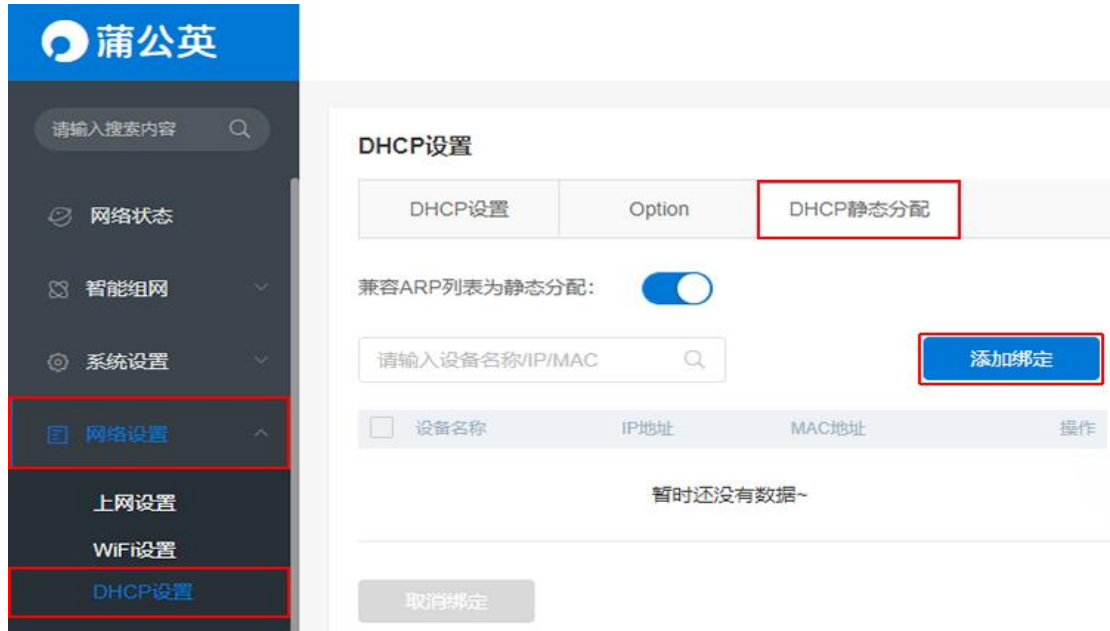 蒲公英
请输入搜索内容
网络状态
智能组网
系统设置
网络设置
上网设置
WiFi设置
DHCP设置
DHCP设置
DHCP设置 Option DHCP静态分配
兼容ARP列表为静态分配：
请输入设备名称/IP/MAC 添加绑定
设备名称 IP地址 MAC地址 操作
暂时还没有数据~
取消绑定